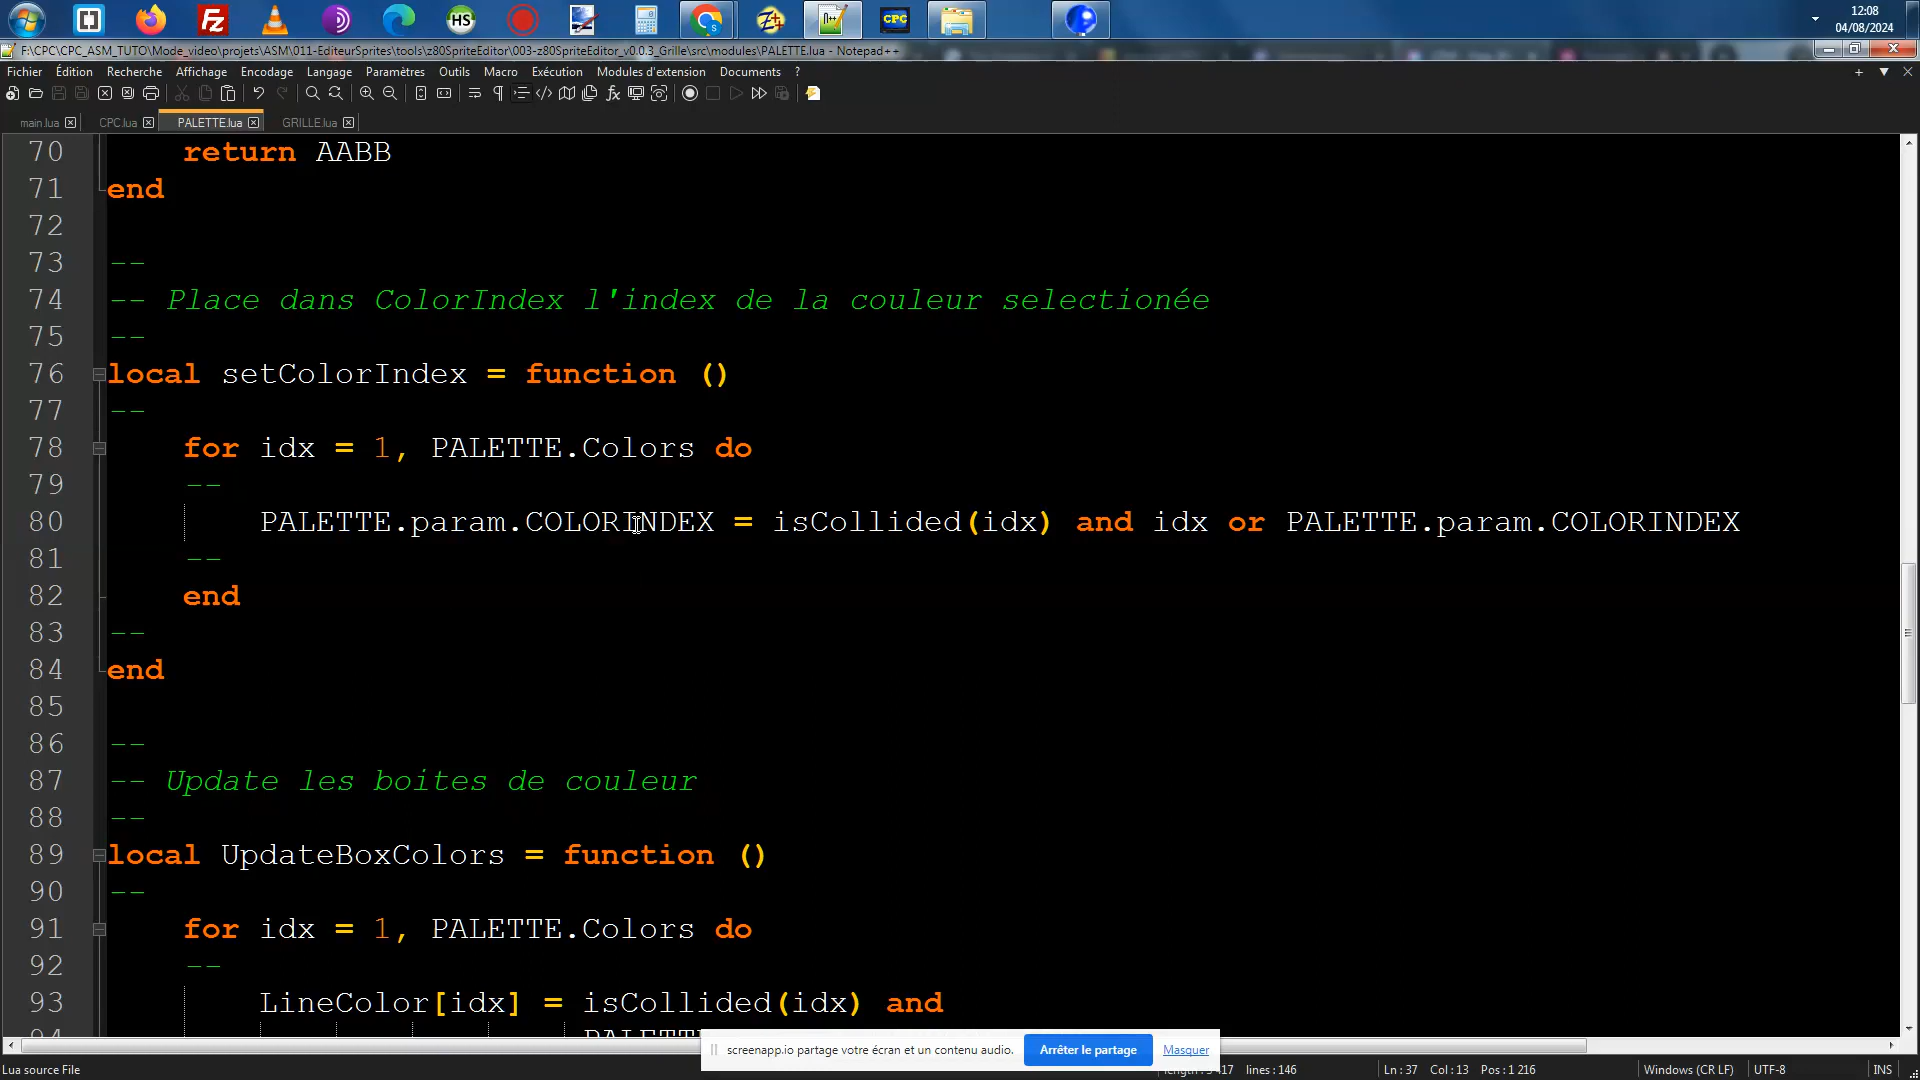 12:08
04/08/2024
F:\CPC\CPC_ASM_TUTO\Mode_video\projets\ASM\011-EditeurSprites\tools\z80SpriteEditor\003-z80SpriteEditor_v0.0.3_Grille\src\modules\PALETTE.lua - Notepad++
Fichier Édition Recherche Affichage Encodage Langage Paramètres Outils Macro Exécution Modules d'extension Documents ?
main.lua CPC.lua PALETTE.lua GRILLE.lua
70 return AABB
71 end
72
73 --
74 -- Place dans ColorIndex l'index de la couleur selectionée
75 --
76 local setColorIndex = function ()
77 --
78 for idx = 1, PALETTE.Colors do
79 --
80 PALETTE.param.COLORINDEX = isCollided(idx) and idx or PALETTE.param.COLORINDEX
81 --
82 end
83 --
84 end
85
86 --
87 -- Update les boites de couleur
88 --
89 local UpdateBoxColors = function ()
90 --
91 for idx = 1, PALETTE.Colors do
92 --
93 LineColor[idx] = isCollided(idx) and
screenapp.io partage votre écran et un contenu audio. Arrêter le partage Masquer
Lua source File lines : 146 Ln : 37 Col : 13 Pos : 1 216 Windows (CR LF) UTF-8 INS